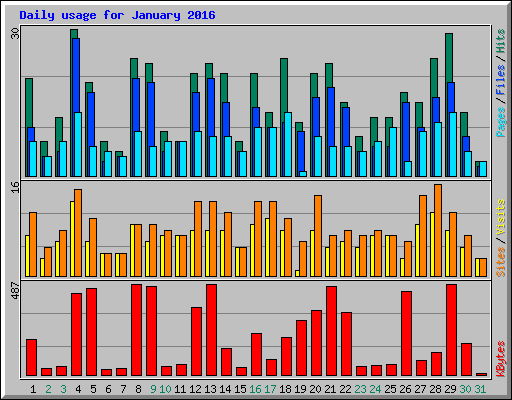 Daily usage for January 2016
30
Pages / Files / Hits
16
Sites / Visits
487
KBytes
1 2 3 4 5 6 7 8 9 10 11 12 13 14 15 16 17 18 19 20 21 22 23 24 25 26 27 28 29 30 31